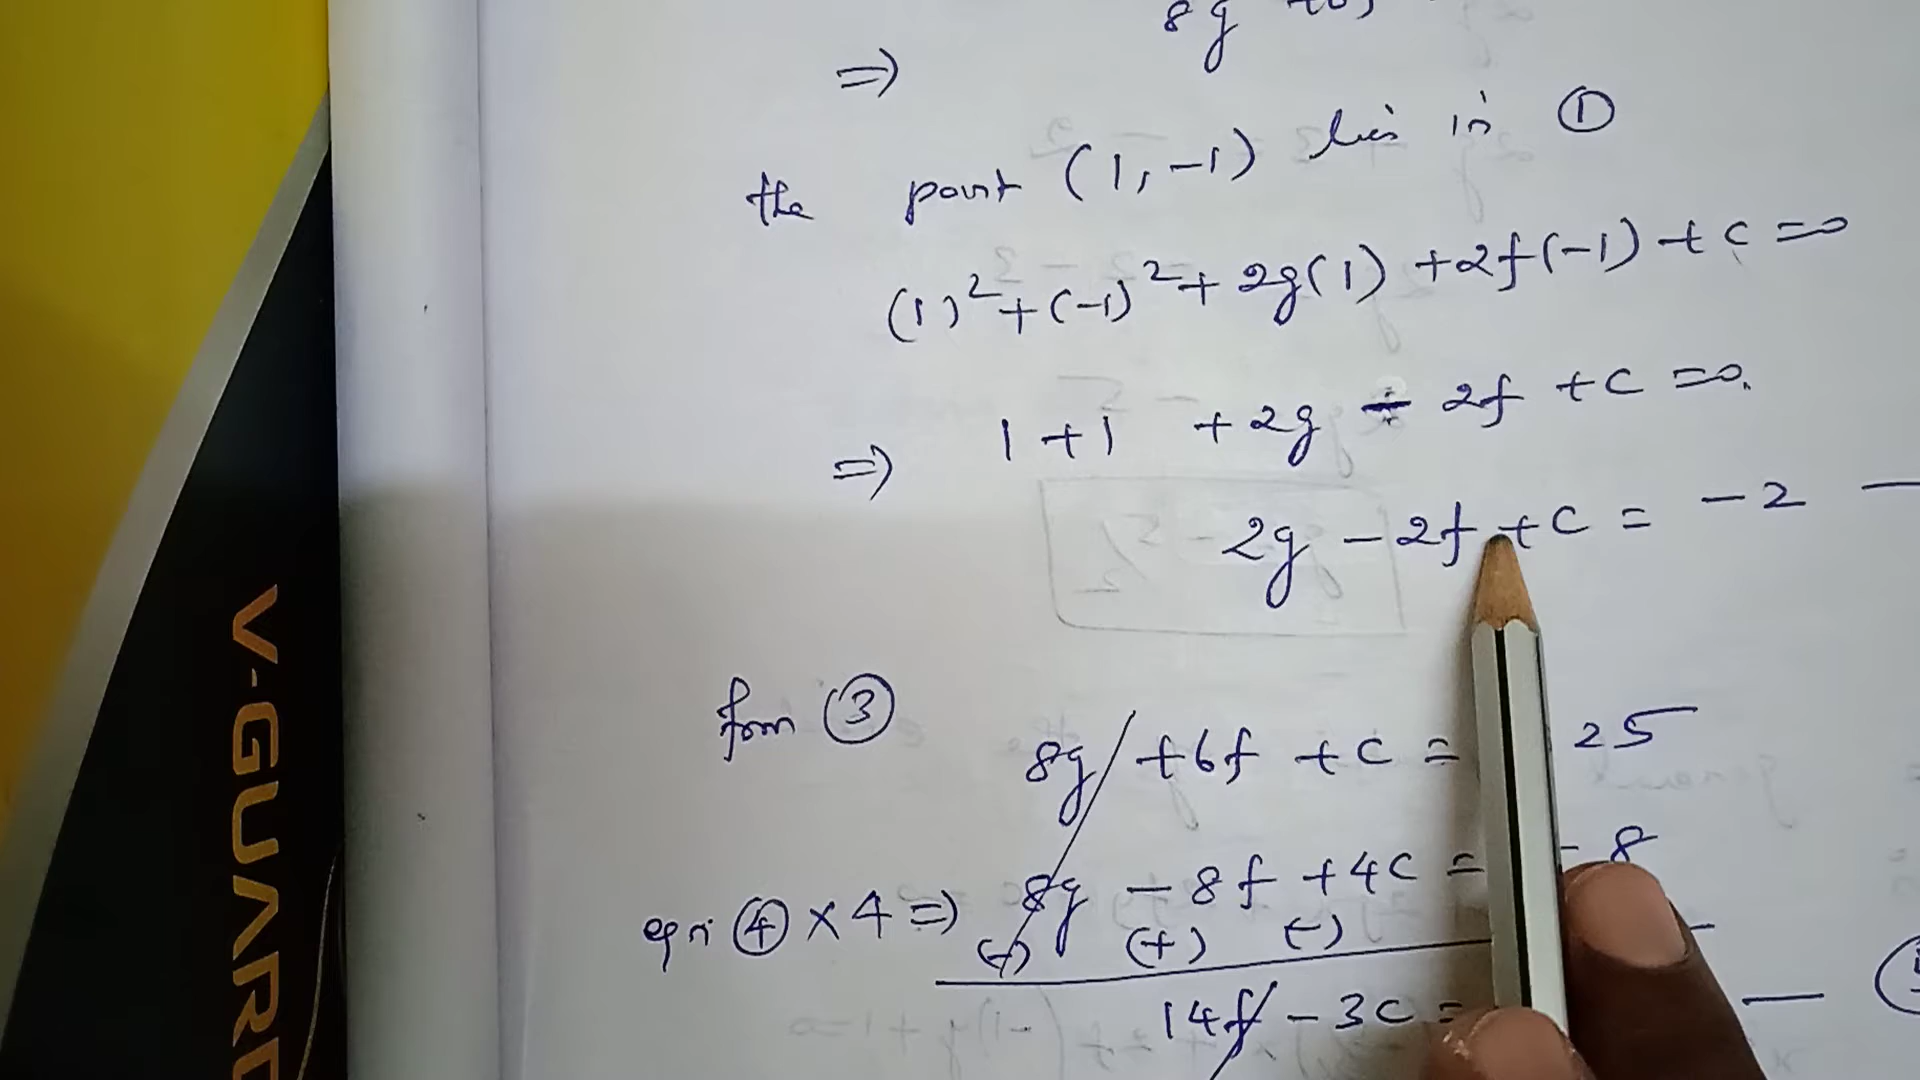 8g
⇒
the point (1, -1) lies in ①
(1)² + (-1)² + 2g(1) + 2f(-1) + c = 0
⇒ 1 + 1 + 2g - 2f + c = 0.
2g - 2f + c = -2 —
from ③
8g + 6f + c = 25
eqn ④ × 4 ⇒ 8g - 8f + 4c = - 8
(-) (+) (-)
14f - 3c = —
V-GUARD